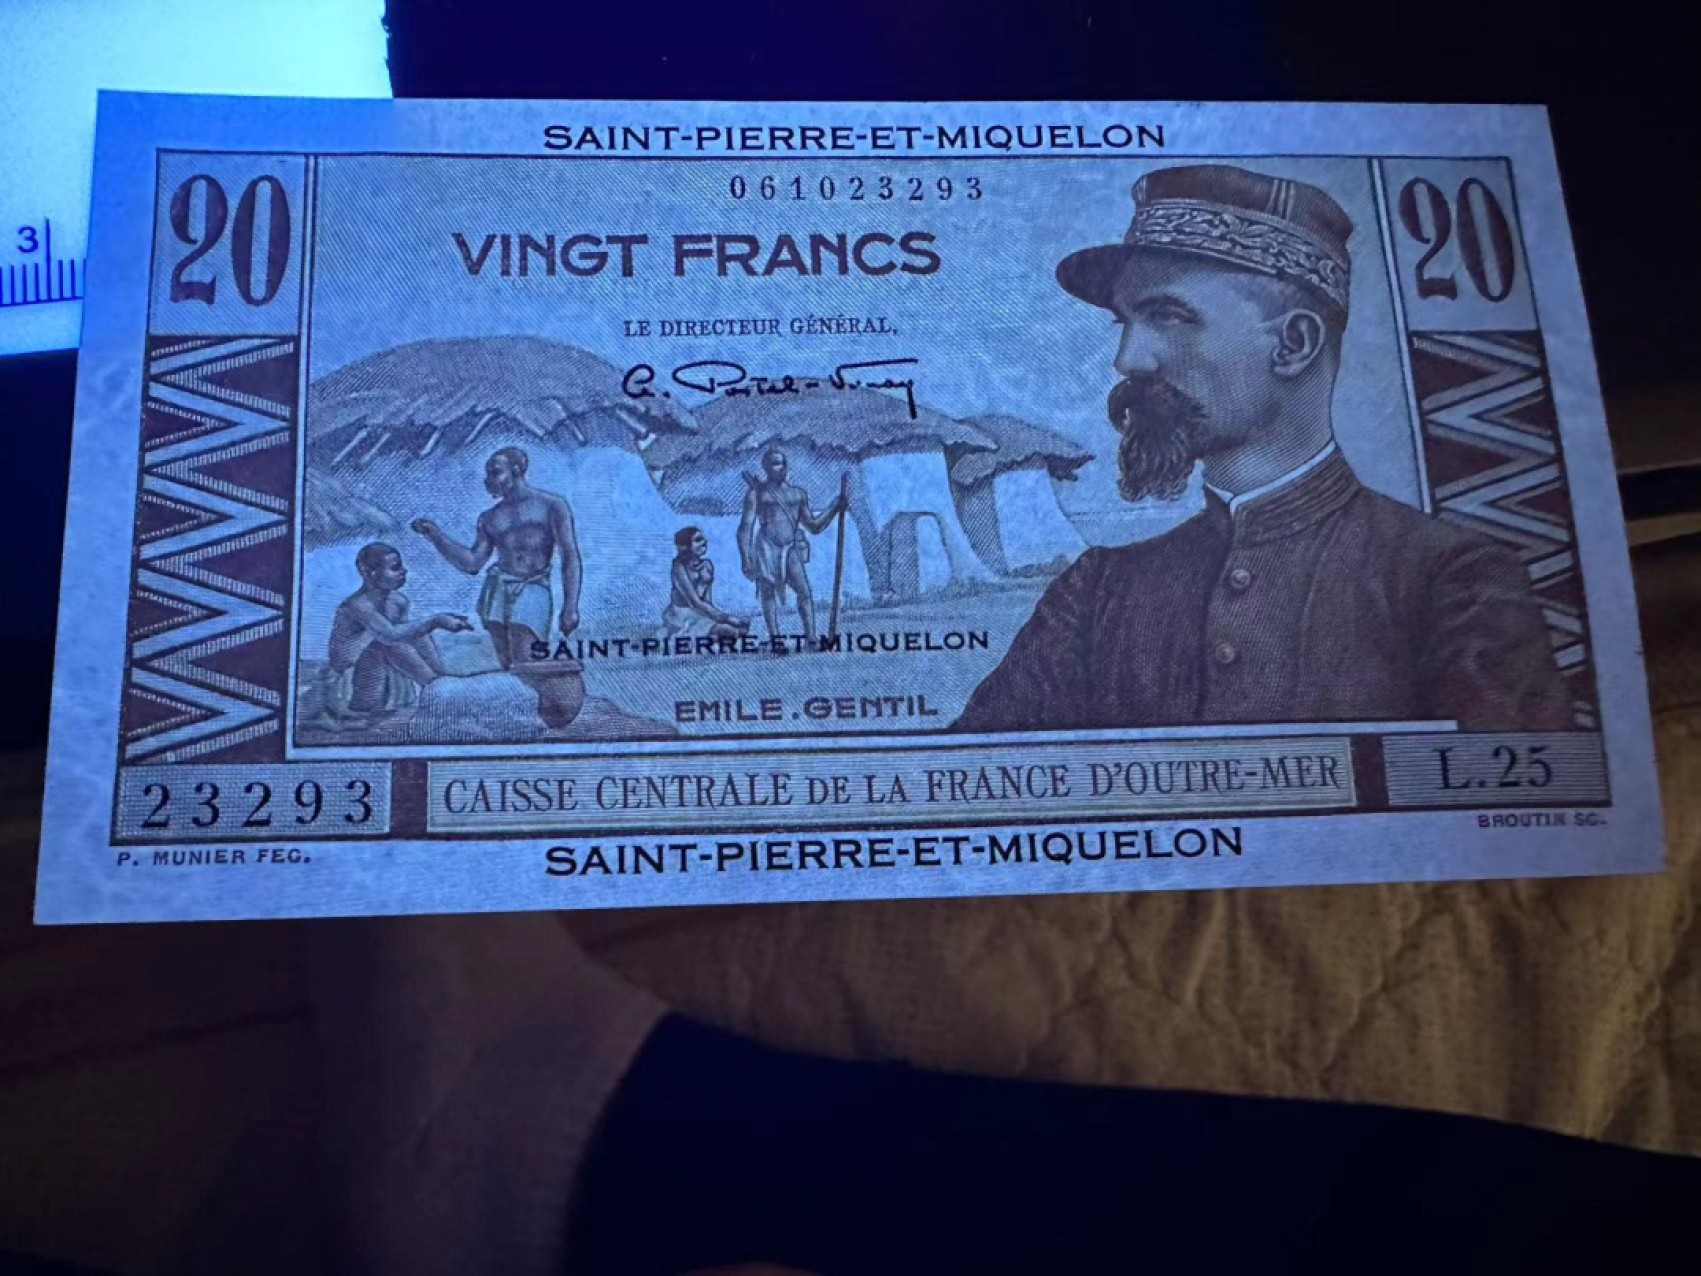 3
SAINT-PIERRE-ET-MIQUELON
061023293
20
VINGT FRANCS
20
LE DIRECTEUR GÉNÉRAL,
SAINT-PIERRE-ET-MIQUELON
EMILE.GENTIL
23293
CAISSE CENTRALE DE LA FRANCE D'OUTRE-MER
L.25
P. MUNIER FEC.
SAINT-PIERRE-ET-MIQUELON
BROUTIN SC.